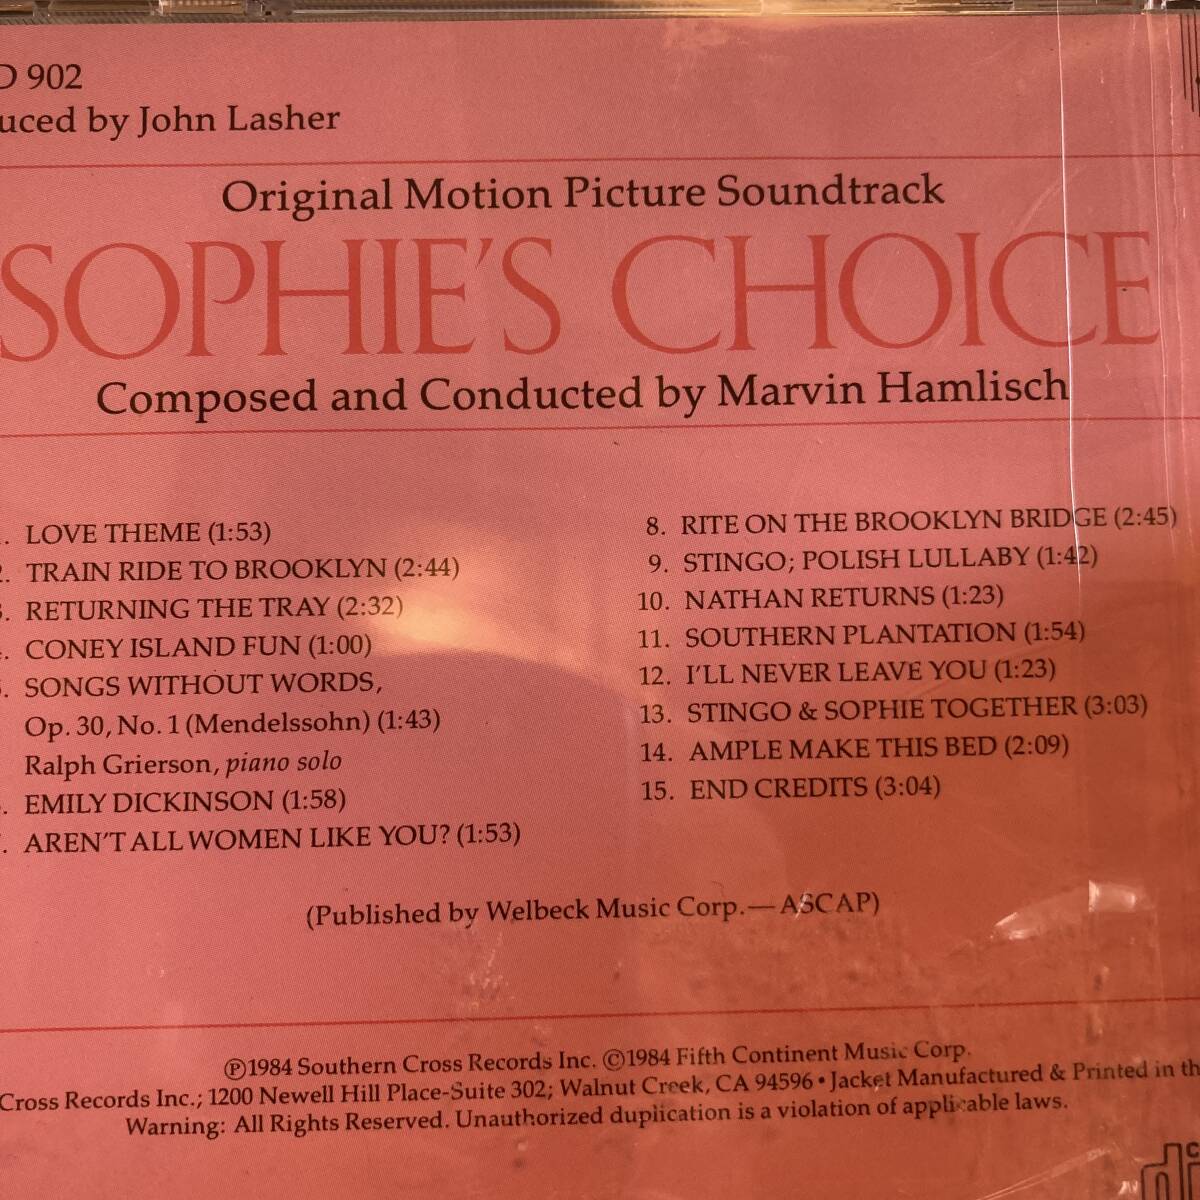 D 902
uced by John Lasher
Original Motion Picture Soundtrack
SOPHIE'S CHOICE
Composed and Conducted by Marvin Hamlisch
. LOVE THEME (1:53)
. TRAIN RIDE TO BROOKLYN (2:44)
. RETURNING THE TRAY (2:32)
. CONEY ISLAND FUN (1:00)
. SONGS WITHOUT WORDS,
Op. 30, No. 1 (Mendelssohn) (1:43)
Ralph Grierson, piano solo
. EMILY DICKINSON (1:58)
. AREN'T ALL WOMEN LIKE YOU? (1:53)
8. RITE ON THE BROOKLYN BRIDGE (2:45)
9. STINGO; POLISH LULLABY (1:42)
10. NATHAN RETURNS (1:23)
11. SOUTHERN PLANTATION (1:54)
12. I'LL NEVER LEAVE YOU (1:23)
13. STINGO & SOPHIE TOGETHER (3:03)
14. AMPLE MAKE THIS BED (2:09)
15. END CREDITS (3:04)
(Published by Welbeck Music Corp.—ASCAP)
℗1984 Southern Cross Records Inc. ©1984 Fifth Continent Music Corp.
Cross Records Inc.; 1200 Newell Hill Place-Suite 302; Walnut Creek, CA 94596 • Jacket Manufactured & Printed in th
Warning: All Rights Reserved. Unauthorized duplication is a violation of applicable laws.